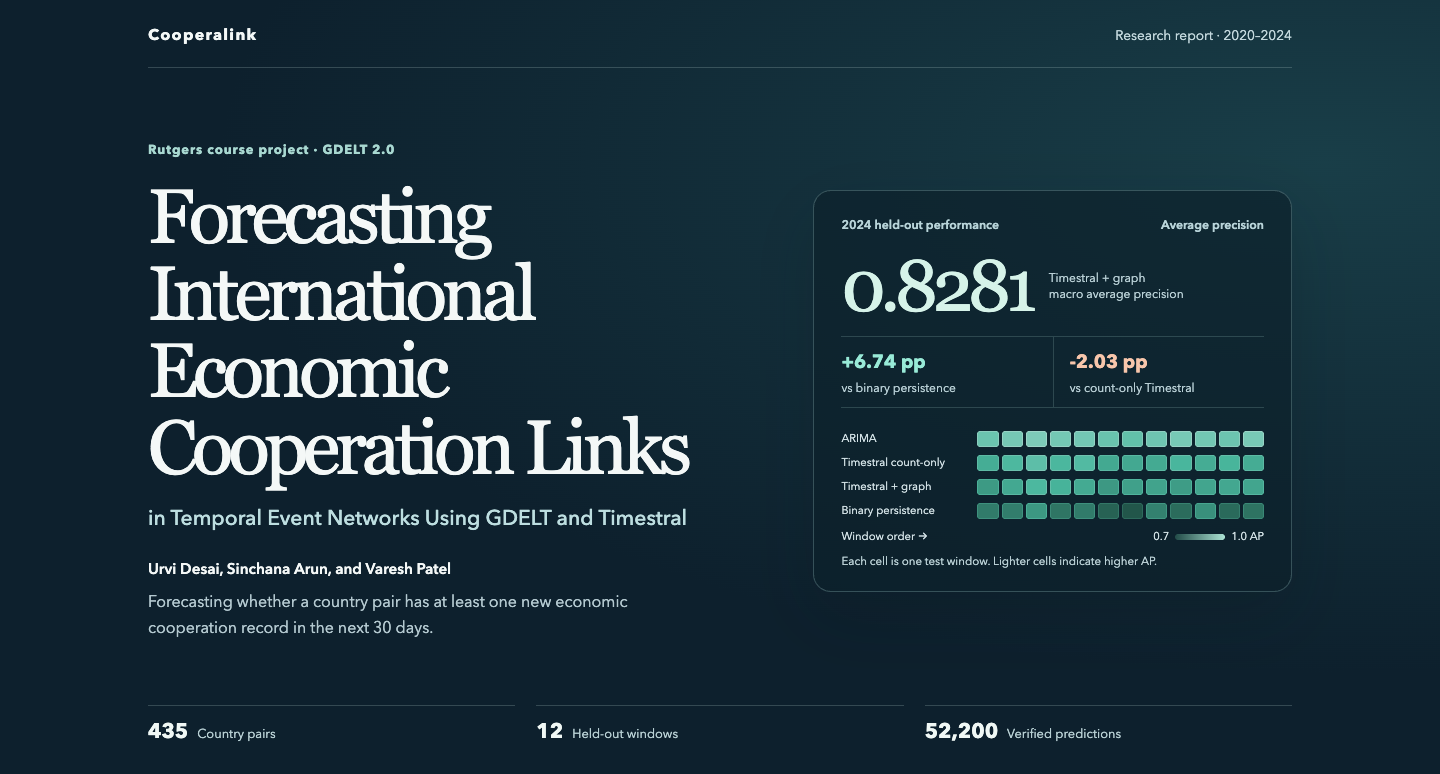 Cooperalink
Research report · 2020–2024
Rutgers course project · GDELT 2.0
Forecasting
International
Economic
Cooperation Links
in Temporal Event Networks Using GDELT and Timestral
Urvi Desai, Sinchana Arun, and Varesh Patel
Forecasting whether a country pair has at least one new economic
cooperation record in the next 30 days.
2024 held-out performance
Average precision
0.8281
Timestral + graph
macro average precision
+6.74 pp
vs binary persistence
-2.03 pp
vs count-only Timestral
ARIMA
Timestral count-only
Timestral + graph
Binary persistence
Window order →
0.7
1.0 AP
Each cell is one test window. Lighter cells indicate higher AP.
435 Country pairs
12 Held-out windows
52,200 Verified predictions